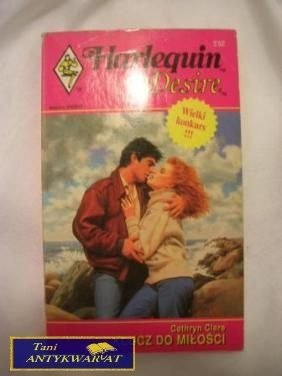 Harlequin
Desire
Wielki
konkurs
!!!
Cathryn Clare
CZ DO MIŁOŚCI
Tani
ANTYKWARIAT